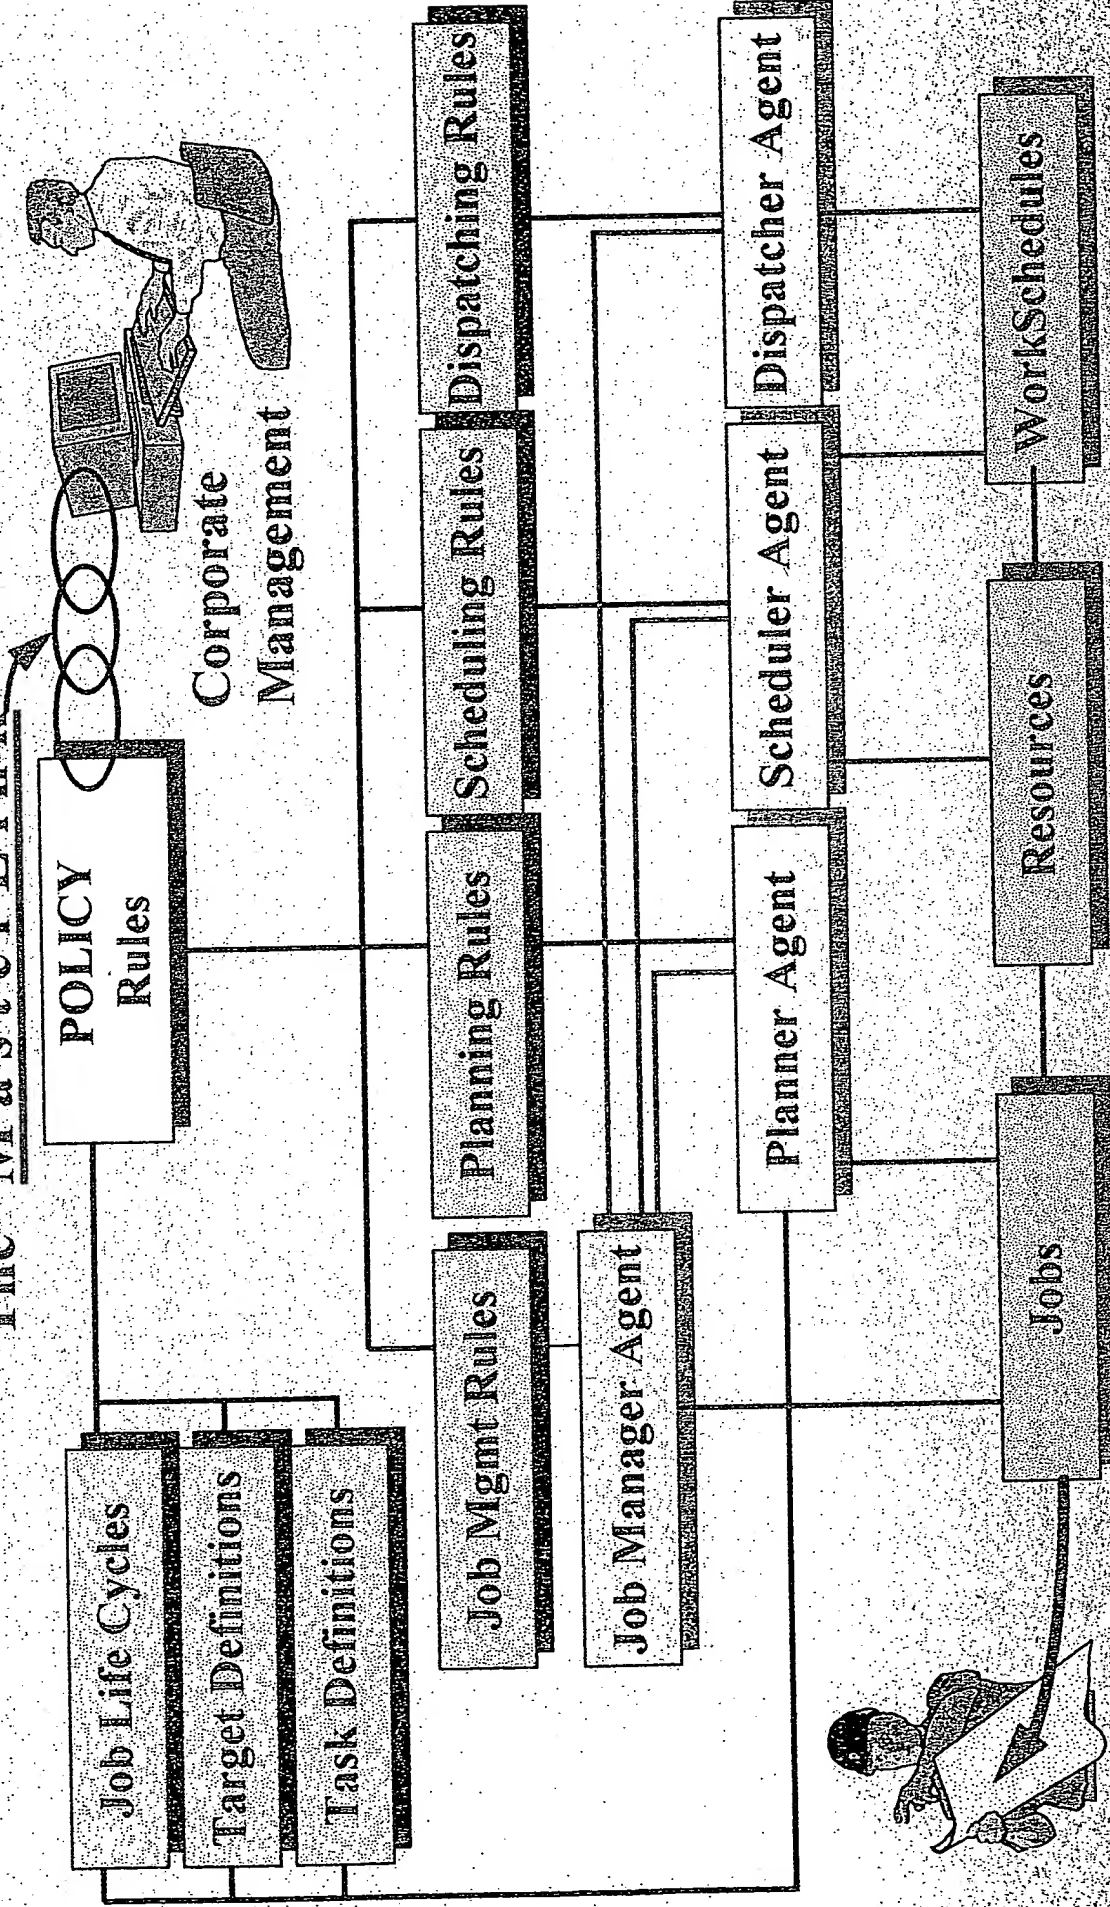 POLICY
Rules
Corporate
Management
Job Life Cycles
Target Definitions
Task Definitions
Job Mgmt Rules
Planning Rules
Scheduling Rules
Dispatching Rules
Job Manager Agent
Planner Agent
Scheduler Agent
Dispatcher Agent
Jobs
Resources
WorkSchedules